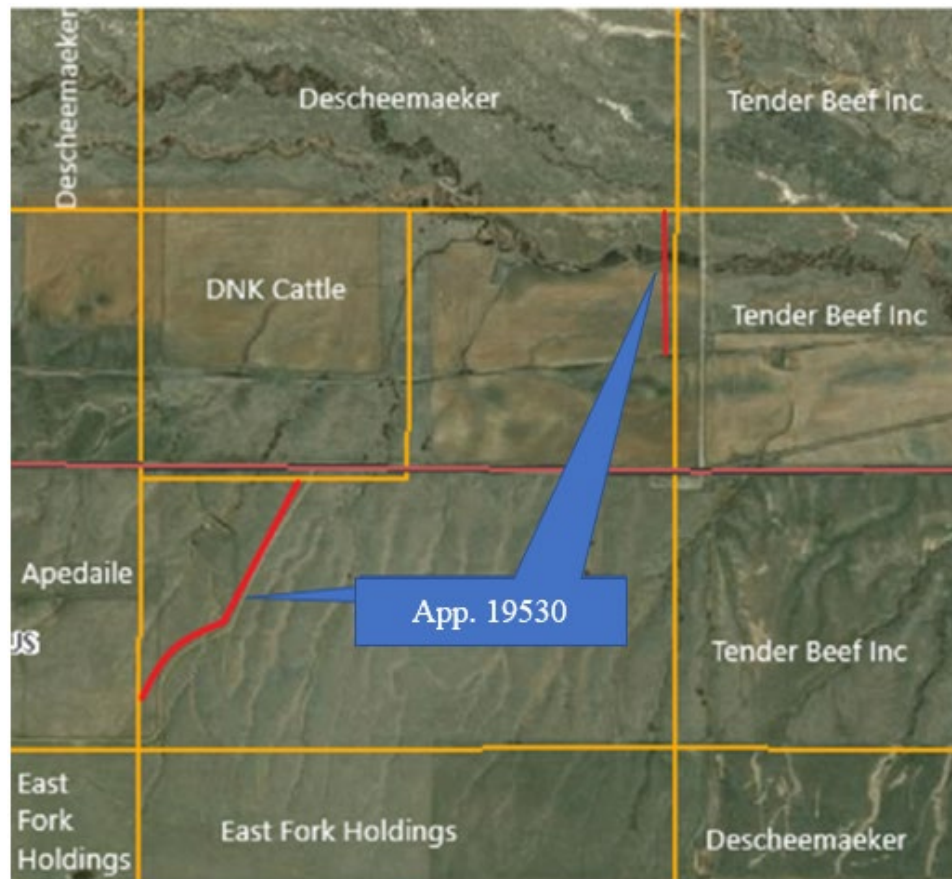 Descheemaeker
Descheemaeker
Tender Beef Inc
DNK Cattle
Tender Beef Inc
Apedaile
App. 19530
US
Tender Beef Inc
East
Fork
Holdings
East Fork Holdings
Descheemaeker